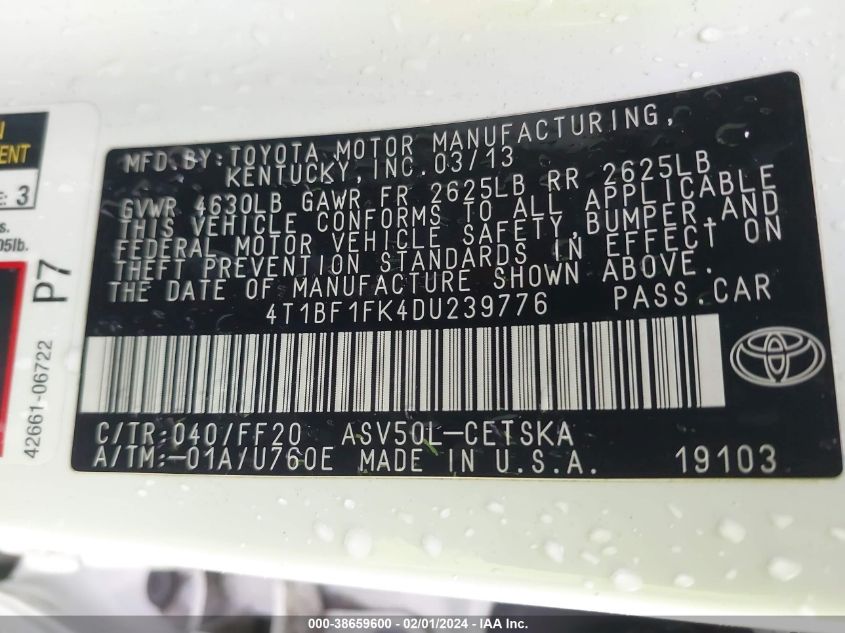 MFD. BY: TOYOTA MOTOR MANUFACTURING,
KENTUCKY, INC. 03/13
GVWR 4630LB GAWR FR 2625LB RR 2625LB
THIS VEHICLE CONFORMS TO ALL APPLICABLE
FEDERAL MOTOR VEHICLE SAFETY, BUMPER, AND
THEFT PREVENTION STANDARDS IN EFFECT ON
THE DATE OF MANUFACTURE SHOWN ABOVE.
4T1BF1FK4DU239776 PASS. CAR
C/TR: 040/FF20 ASV50L-CETSKA
A/TM: -01A/U760E MADE IN U.S.A. 19103
3
P7
42661-06722
000-38659600 - 02/01/2024 - IAA Inc.